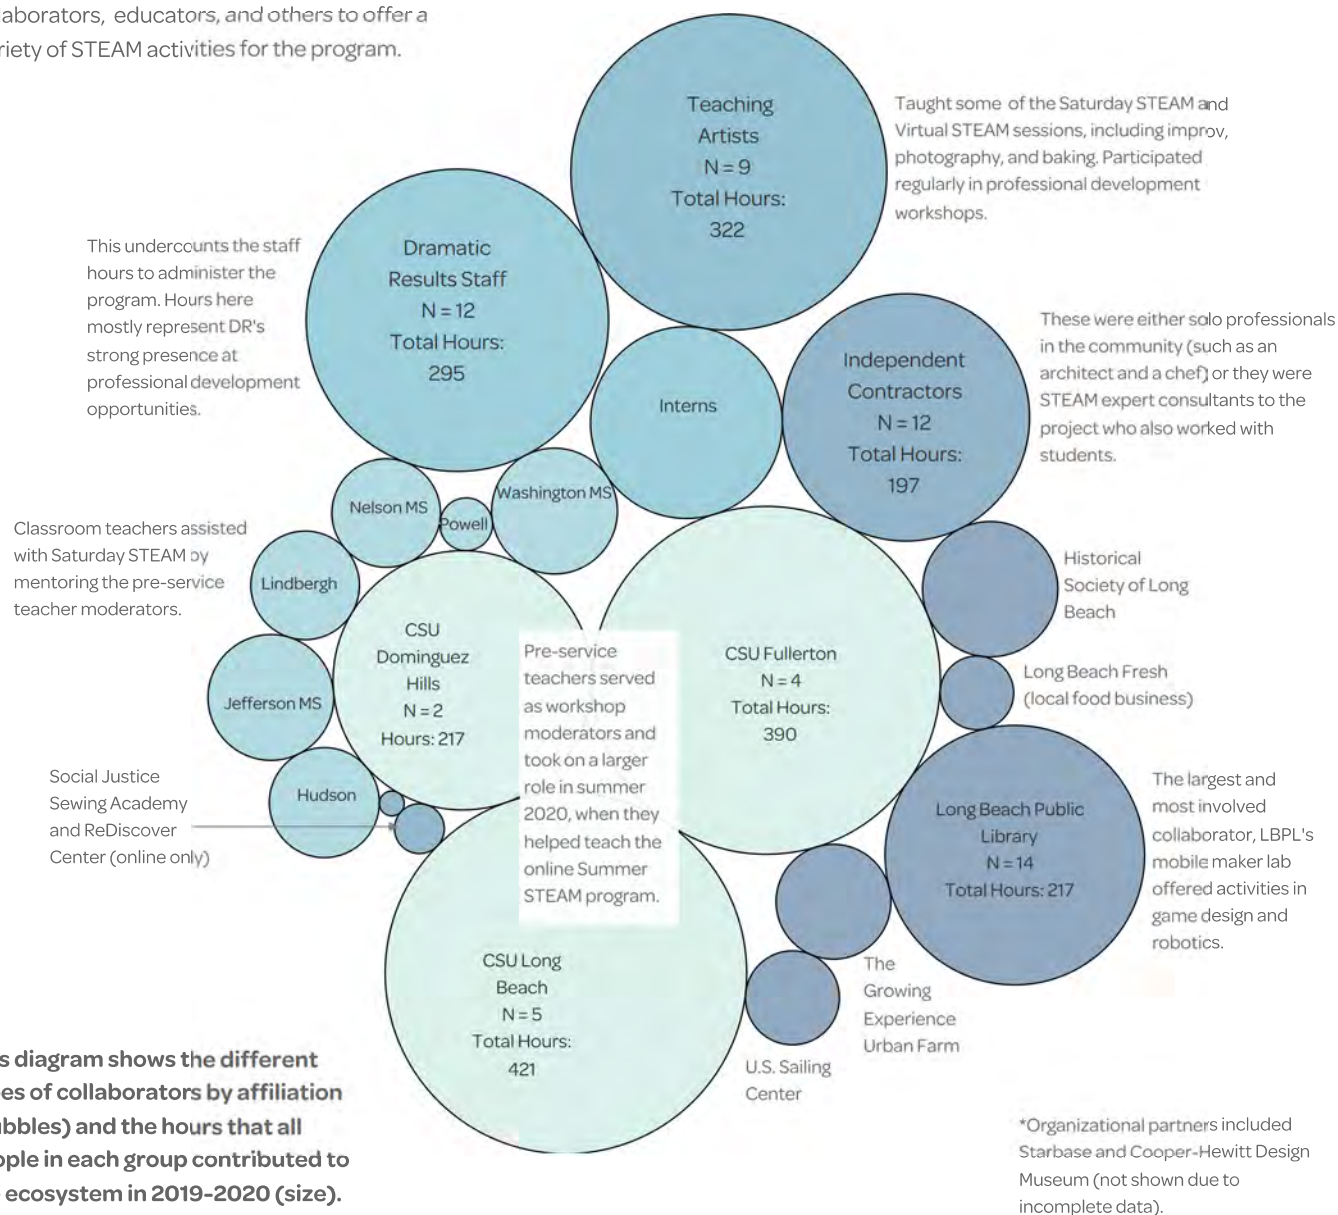 laborators, educators, and others to offer a
riety of STEAM activities for the program.
Teaching
Artists
N = 9
Total Hours:
322
Taught some of the Saturday STEAM and
Virtual STEAM sessions, including improv,
photography, and baking. Participated
regularly in professional development
workshops.
This undercounts the staff
hours to administer the
program. Hours here
mostly represent DR's
strong presence at
professional development
opportunities.
Dramatic
Results Staff
N = 12
Total Hours:
295
Interns
Independent
Contractors
N = 12
Total Hours:
197
These were either solo professionals
in the community (such as an
architect and a chef) or they were
STEAM expert consultants to the
project who also worked with
students.
Nelson MS
Powell
Washington MS
Classroom teachers assisted
with Saturday STEAM by
mentoring the pre-service
teacher moderators.
Lindbergh
Jefferson MS
Hudson
CSU
Dominguez
Hills
N = 2
Hours: 217
Pre-service
teachers served
as workshop
moderators and
took on a larger
role in summer
2020, when they
helped teach the
online Summer
STEAM program.
CSU Fullerton
N = 4
Total Hours:
390
Historical
Society of Long
Beach
Long Beach Fresh
(local food business)
Social Justice
Sewing Academy
and ReDiscover
Center (online only)
Long Beach Public
Library
N = 14
Total Hours: 217
The largest and
most involved
collaborator, LBPL's
mobile maker lab
offered activities in
game design and
robotics.
CSU Long
Beach
N = 5
Total Hours:
421
The
Growing
Experience
Urban Farm
U.S. Sailing
Center
s diagram shows the different
es of collaborators by affiliation
bbles) and the hours that all
ople in each group contributed to
ecosystem in 2019-2020 (size).
*Organizational partners included
Starbase and Cooper-Hewitt Design
Museum (not shown due to
incomplete data).